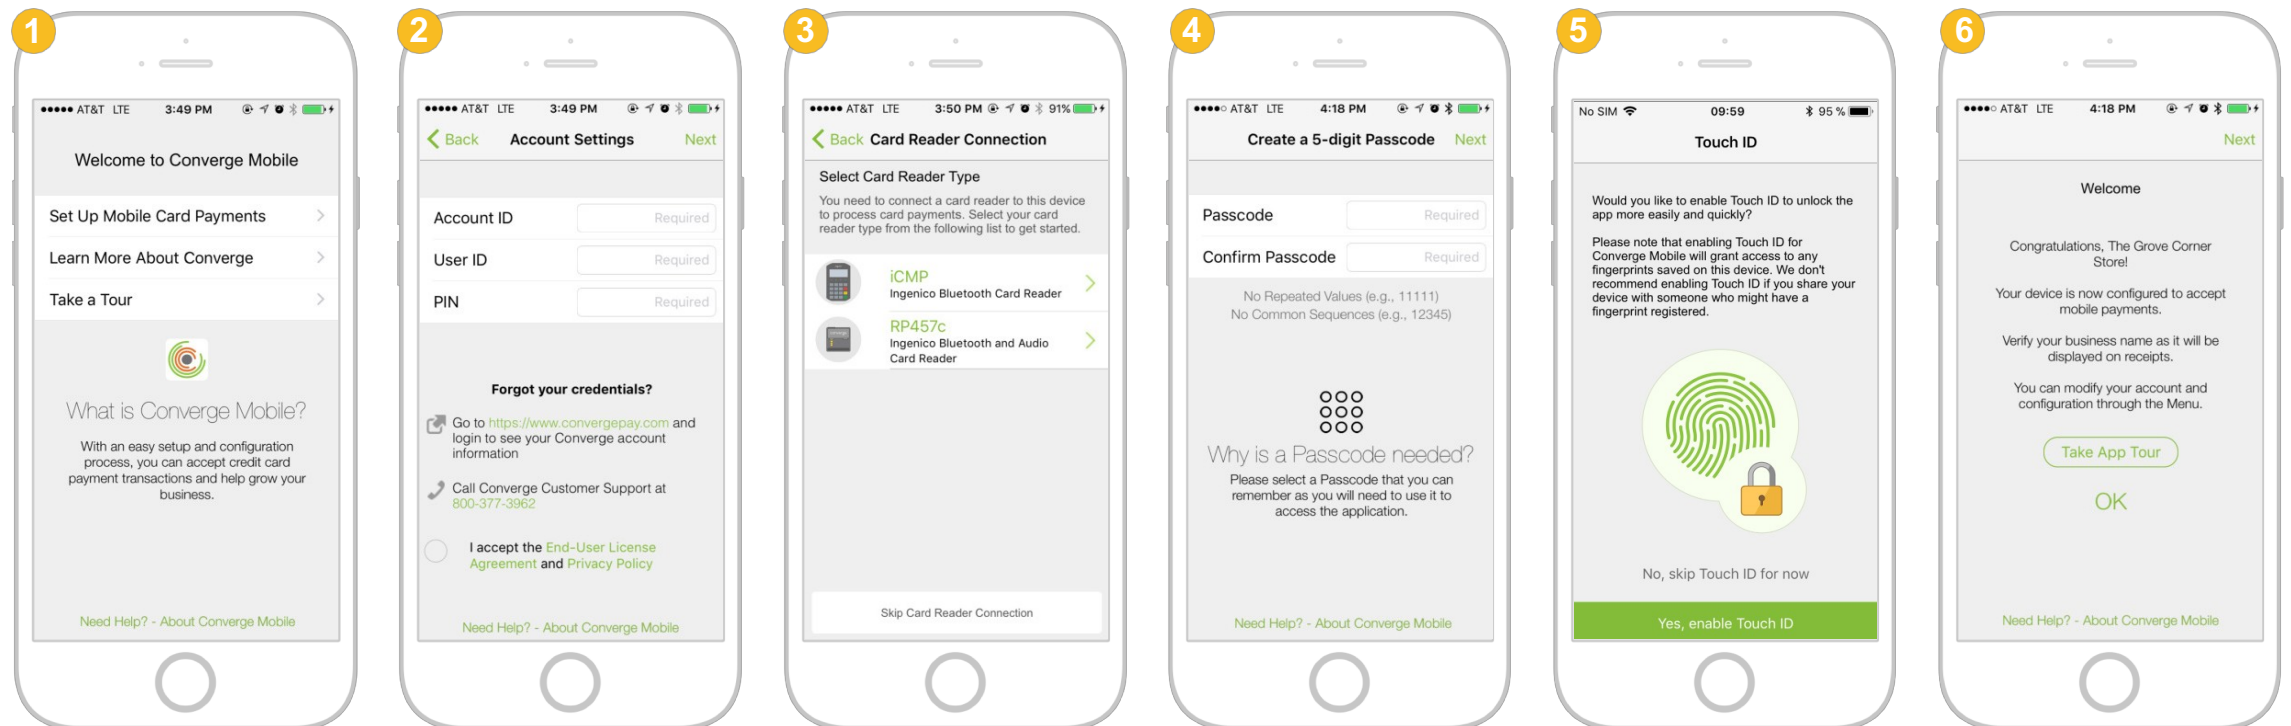 1
AT&T LTE 3:49 PM
Welcome to Converge Mobile
Set Up Mobile Card Payments
Learn More About Converge
Take a Tour
What is Converge Mobile?
With an easy setup and configuration
process, you can accept credit card
payment transactions and help grow your
business.
Need Help? - About Converge Mobile
2
AT&T LTE 3:49 PM
Back Account Settings Next
Account ID Required
User ID Required
PIN Required
Forgot your credentials?
Go to https://www.convergepay.com and
login to see your Converge account
information
Call Converge Customer Support at
800-377-3962
I accept the End-User License
Agreement and Privacy Policy
Need Help? - About Converge Mobile
3
AT&T LTE 3:50 PM 91%
Back Card Reader Connection
Select Card Reader Type
You need to connect a card reader to this device
to process card payments. Select your card
reader type from the following list to get started.
iCMP
Ingenico Bluetooth Card Reader
RP457c
Ingenico Bluetooth and Audio
Card Reader
Skip Card Reader Connection
4
AT&T LTE 4:18 PM
Create a 5-digit Passcode Next
Passcode Required
Confirm Passcode Required
No Repeated Values (e.g., 11111)
No Common Sequences (e.g., 12345)
Why is a Passcode needed?
Please select a Passcode that you can
remember as you will need to use it to
access the application.
Need Help? - About Converge Mobile
5
No SIM 09:59 95 %
Touch ID
Would you like to enable Touch ID to unlock the
app more easily and quickly?
Please note that enabling Touch ID for
Converge Mobile will grant access to any
fingerprints saved on this device. We don't
recommend enabling Touch ID if you share your
device with someone who might have a
fingerprint registered.
No, skip Touch ID for now
Yes, enable Touch ID
6
AT&T LTE 4:18 PM
Next
Welcome
Congratulations, The Grove Corner
Store!
Your device is now configured to accept
mobile payments.
Verify your business name as it will be
displayed on receipts.
You can modify your account and
configuration through the Menu.
Take App Tour
OK
Need Help? - About Converge Mobile